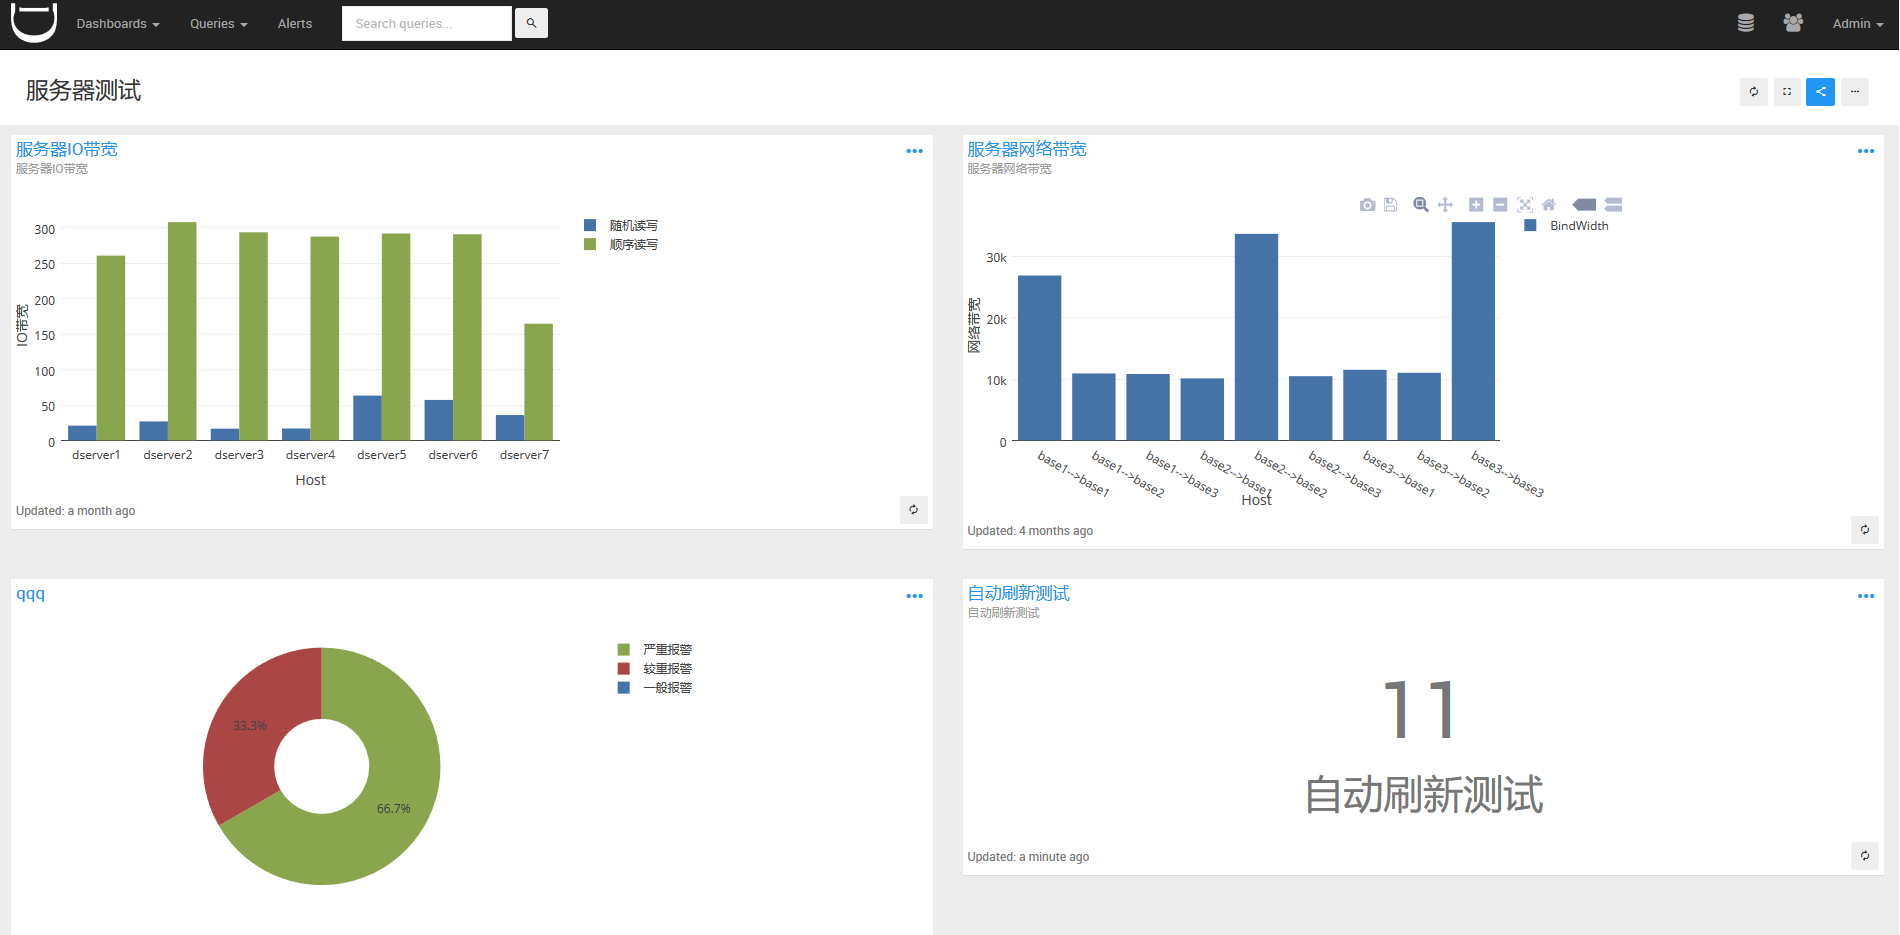 Dashboards Queries Alerts Search queries... Admin
服务器测试
服务器IO带宽
服务器IO带宽
300
250
200
150
100
50
0
IO带宽
dserver1 dserver2 dserver3 dserver4 dserver5 dserver6 dserver7
Host
随机读写
顺序读写
Updated: a month ago
服务器网络带宽
服务器网络带宽
BindWidth
30k
20k
10k
0
网络带宽
base1-->base1 base1-->base2 base1-->base3 base2-->base1 base2-->base2 base2-->base3 base3-->base1 base3-->base2 base3-->base3
Host
Updated: 4 months ago
qqq
严重报警
较重报警
一般报警
33.3%
66.7%
自动刷新测试
自动刷新测试
11
自动刷新测试
Updated: a minute ago